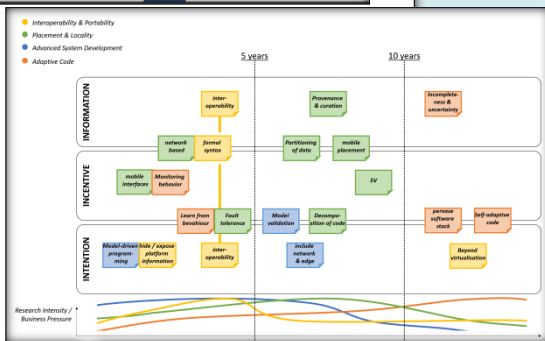 Interoperability & Portability
Placement & Locality
Advanced System Development
Adaptive Code
5 years
10 years
INFORMATION
inter-
operability
Provenance
& curation
Incomplete-
ness &
uncertainty
network
based
formal
syntax
Partitioning
of data
mobile
placement
INCENTIVE
mobile
interfaces
Monitoring
behavior
SV
Learn from
bevahiour
Fault
tolerance
Model
validation
Decompo-
sition of code
pervase
software
stack
Self-adaptive
code
INTENTION
Model-driven
program-
ming
hide / expose
platform
information
inter-
operability
include
network
& edge
Beyond
virtualisation
Research Intensity /
Business Pressure